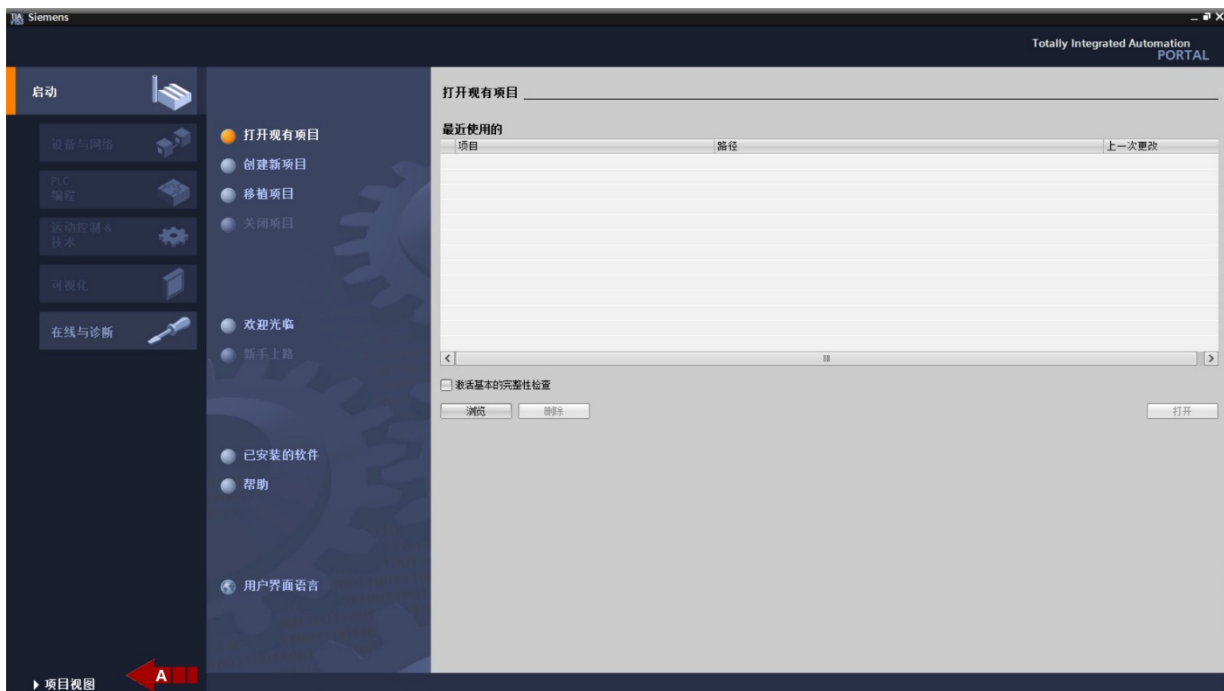 TIA Siemens
Totally Integrated Automation
PORTAL
启动
设备与网络
PLC
编程
运动控制 &
技术
可视化
在线与诊断
打开现有项目
创建新项目
移植项目
关闭项目
欢迎光临
新手上路
已安装的软件
帮助
用户界面语言
打开现有项目
最近使用的
项目 路径 上一次更改
激活基本的完整性检查
浏览 删除 打开
项目视图
A